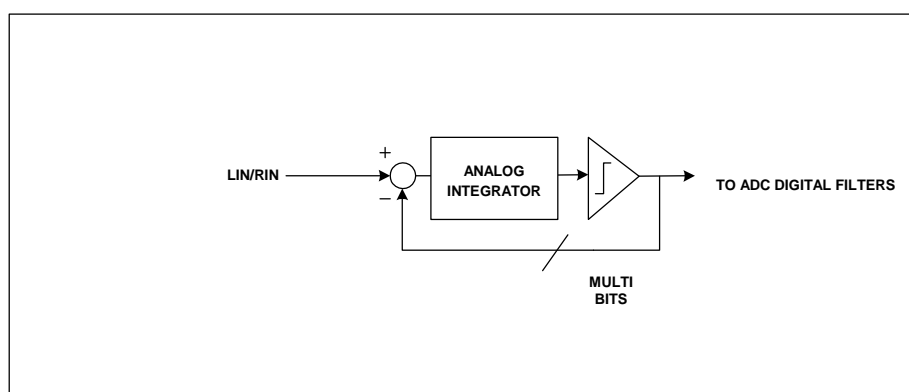 +
LIN/RIN
−
ANALOG
INTEGRATOR
TO ADC DIGITAL FILTERS
MULTI
BITS